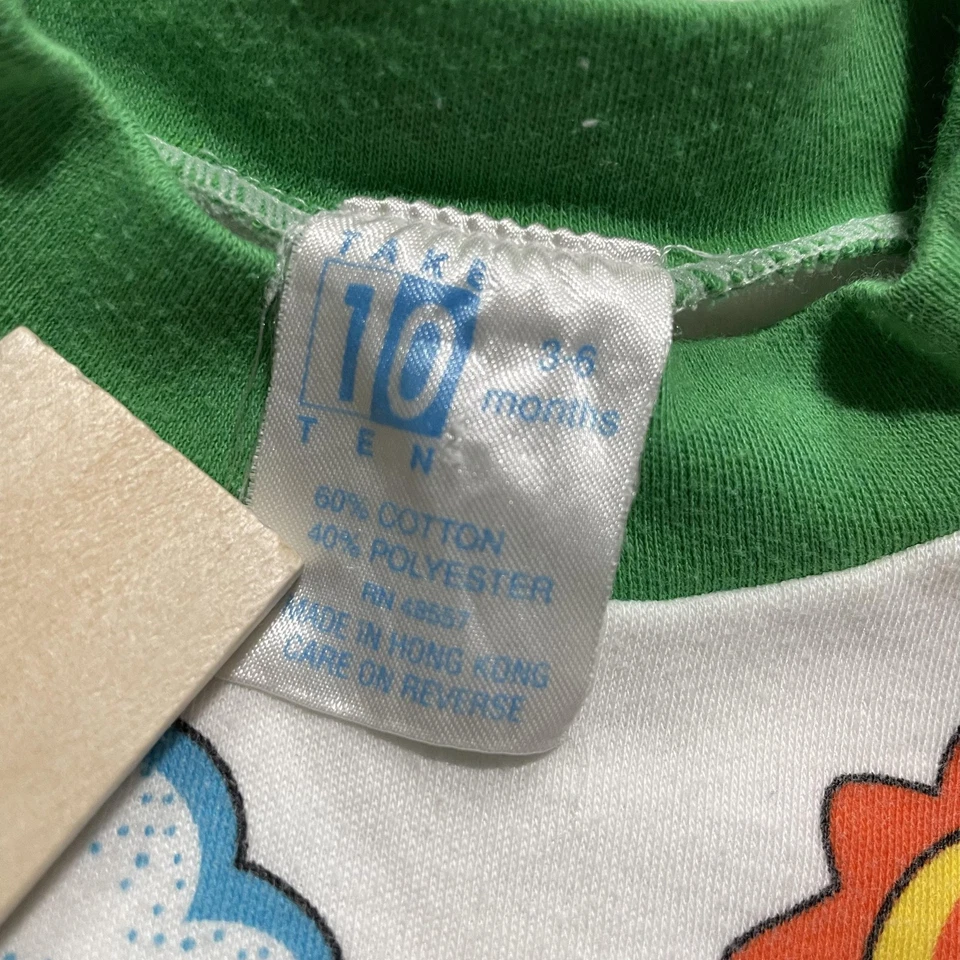 TAKE
10
TEN
3-6
months
60% COTTON
40% POLYESTER
RN 48557
MADE IN HONG KONG
CARE ON REVERSE